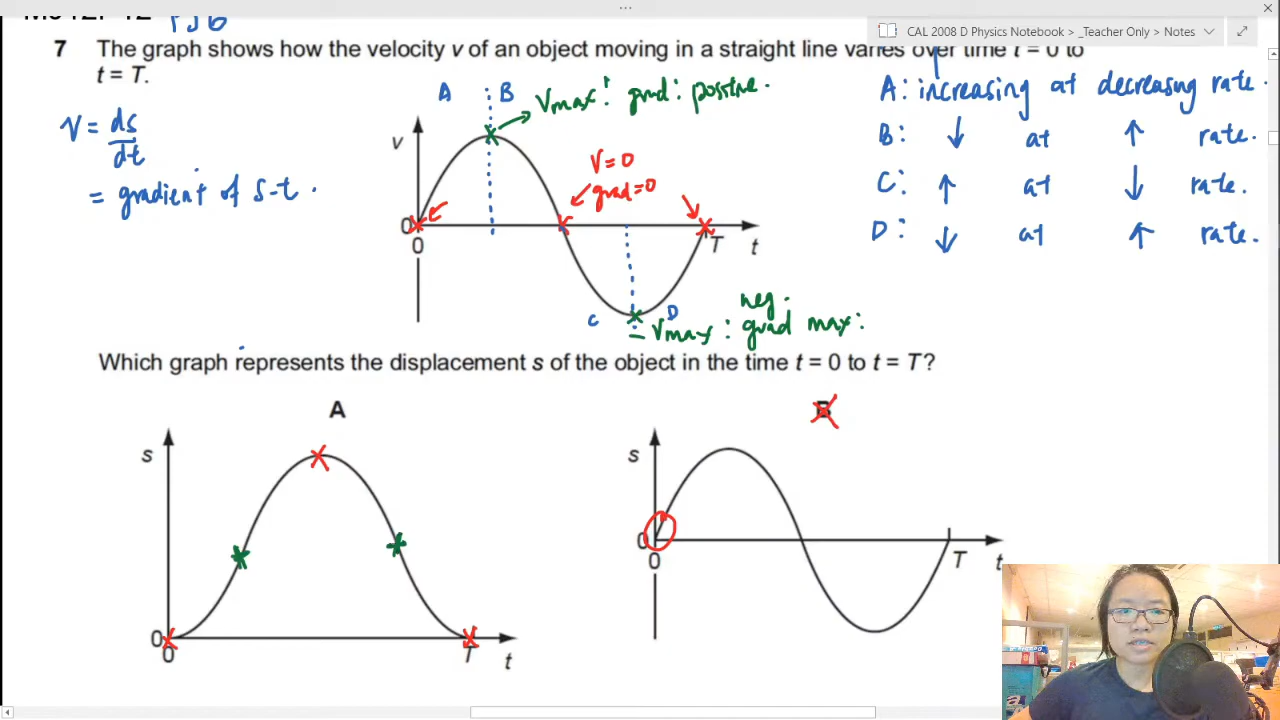 CAL 2008 D Physics Notebook > _Teacher Only > Notes
7 The graph shows how the velocity v of an object moving in a straight line varies over time t = 0 to
t = T.
A: increasing at decreasing rate.
B: ↓ at ↑ rate.
C: ↑ at ↓ rate.
D: ↓ at ↑ rate.
v = ds
dt
= gradient of s-t.
A B
Vmax: grad: positive.
v
V=0
grad=0
0
0
T
t
C D
neg.
- Vmax: grad max:
Which graph represents the displacement s of the object in the time t = 0 to t = T?
A
s
0
0
T
t
B
s
0
0
T
t